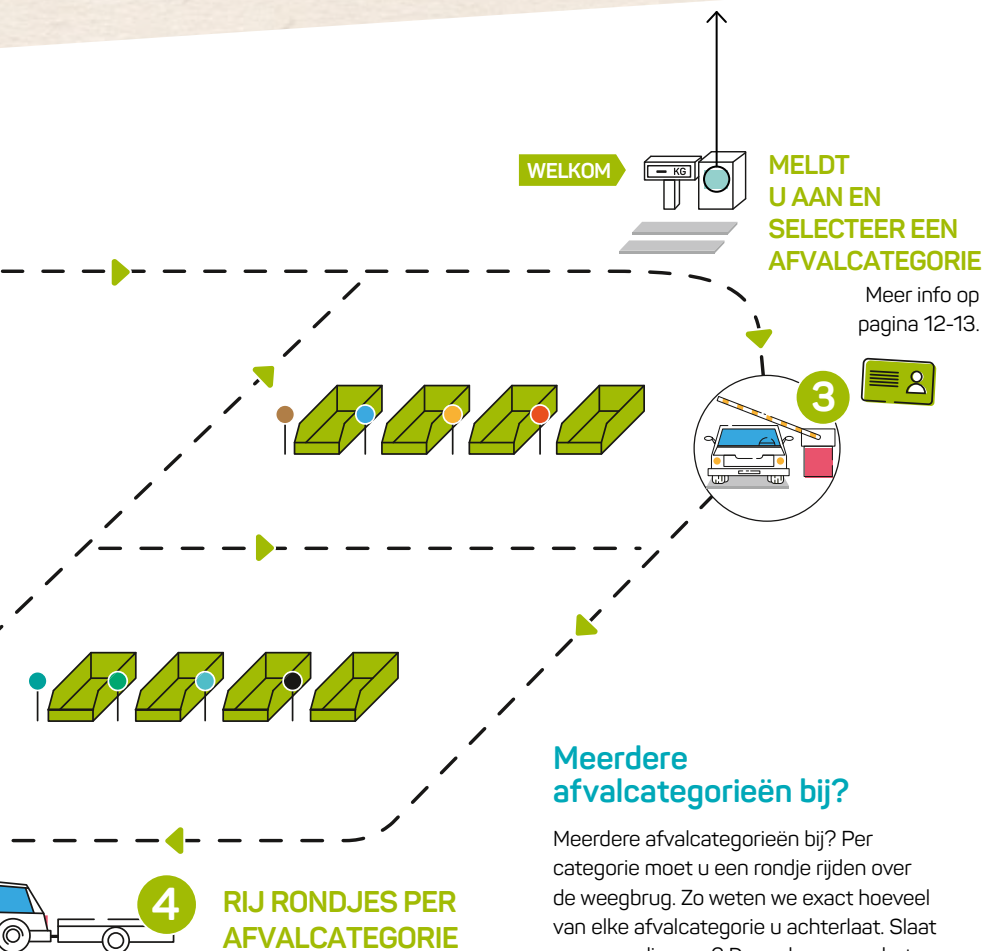 WELKOM
KG
MELDT
U AAN EN
SELECTEER EEN
AFVALCATEGORIE
Meer info op
pagina 12-13.
3
4
RIJ RONDJES PER
AFVALCATEGORIE
Meerdere
afvalcategorieën bij?
Meerdere afvalcategorieën bij? Per
categorie moet u een rondje rijden over
de weegbrug. Zo weten we exact hoeveel
van elke afvalcategorie u achterlaat. Slaat